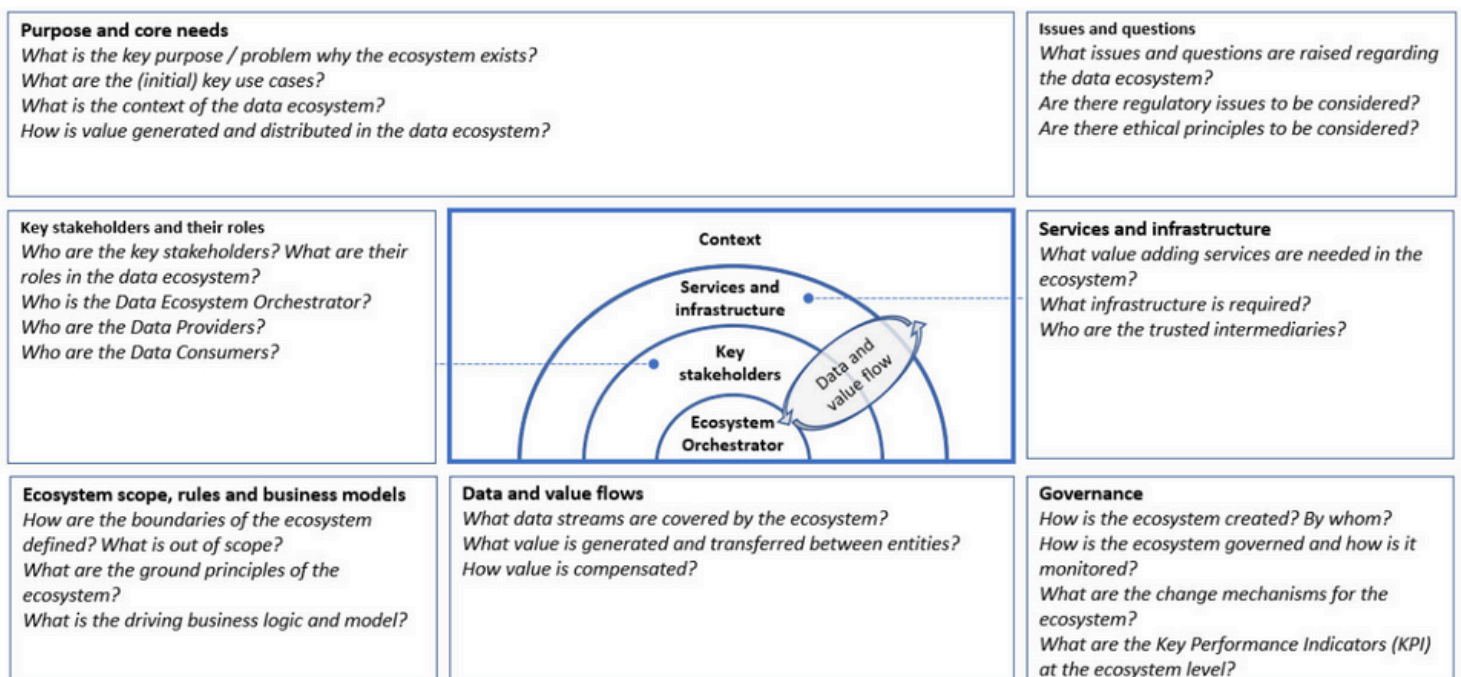 Purpose and core needs
What is the key purpose / problem why the ecosystem exists?
What are the (initial) key use cases?
What is the context of the data ecosystem?
How is value generated and distributed in the data ecosystem?
Issues and questions
What issues and questions are raised regarding
the data ecosystem?
Are there regulatory issues to be considered?
Are there ethical principles to be considered?
Key stakeholders and their roles
Who are the key stakeholders? What are their
roles in the data ecosystem?
Who is the Data Ecosystem Orchestrator?
Who are the Data Providers?
Who are the Data Consumers?
Context
Services and
infrastructure
Key
stakeholders
Ecosystem
Orchestrator
Data and
value flow
Services and infrastructure
What value adding services are needed in the
ecosystem?
What infrastructure is required?
Who are the trusted intermediaries?
Ecosystem scope, rules and business models
How are the boundaries of the ecosystem
defined? What is out of scope?
What are the ground principles of the
ecosystem?
What is the driving business logic and model?
Data and value flows
What data streams are covered by the ecosystem?
What value is generated and transferred between entities?
How value is compensated?
Governance
How is the ecosystem created? By whom?
How is the ecosystem governed and how is it
monitored?
What are the change mechanisms for the
ecosystem?
What are the Key Performance Indicators (KPI)
at the ecosystem level?